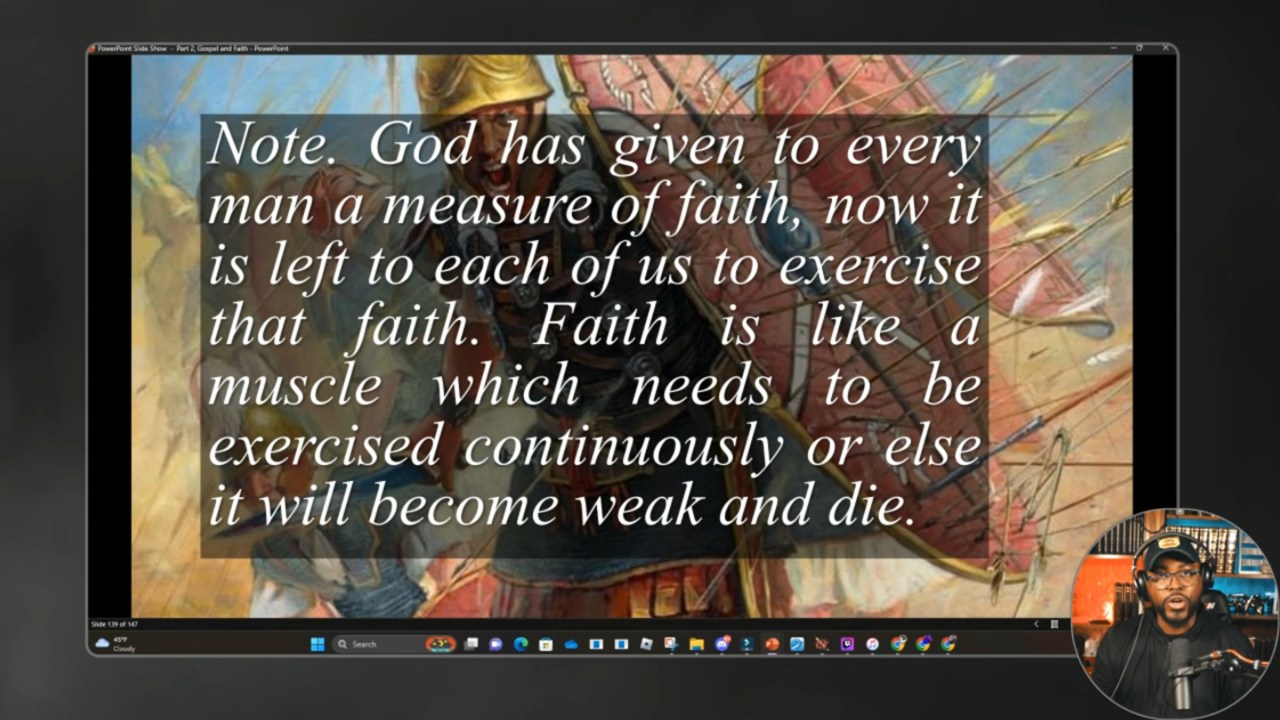 PowerPoint Slide Show - Part 2, Gospel and Faith - PowerPoint
Note. God has given to every
man a measure of faith, now it
is left to each of us to exercise
that faith. Faith is like a
muscle which needs to be
exercised continuously or else
it will become weak and die.
Slide 139 of 147
45°F
Cloudy
Search